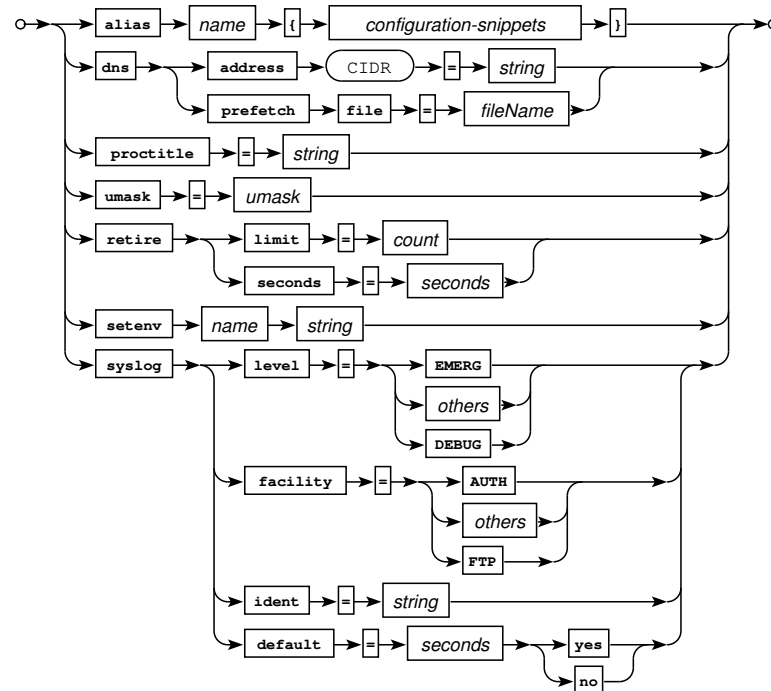 alias name { configuration-snippets }
dns address CIDR = string
prefetch file = fileName
proctitle = string
umask = umask
retire limit = count
seconds = seconds
setenv name string
syslog level = EMERG
others
DEBUG
facility = AUTH
others
FTP
ident = string
default = seconds yes
no